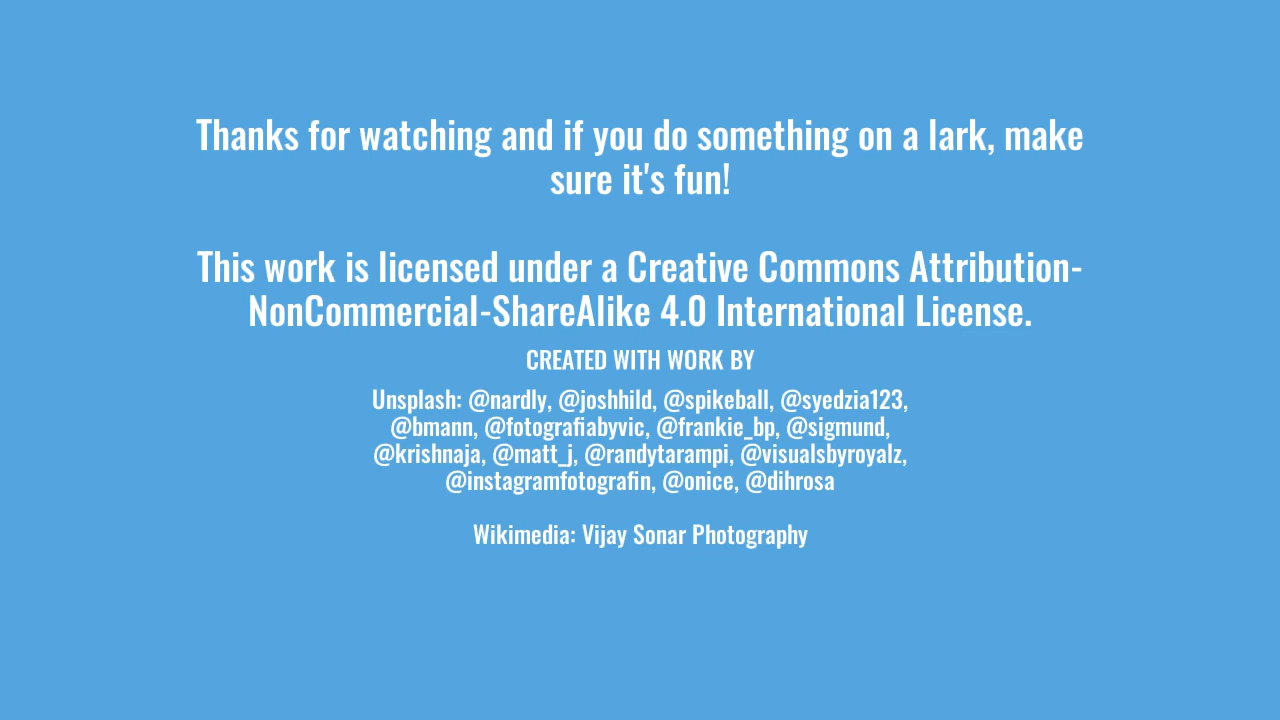 Thanks for watching and if you do something on a lark, make
sure it's fun!
This work is licensed under a Creative Commons Attribution-
NonCommercial-ShareAlike 4.0 International License.
CREATED WITH WORK BY
Unsplash: @nardly, @joshhild, @spikeball, @syedzia123,
@bmann, @fotografiabyvic, @frankie_bp, @sigmund,
@krishnaja, @matt_j, @randytarampi, @visualsbyroyalz,
@instagramfotografin, @onice, @dihrosa
Wikimedia: Vijay Sonar Photography